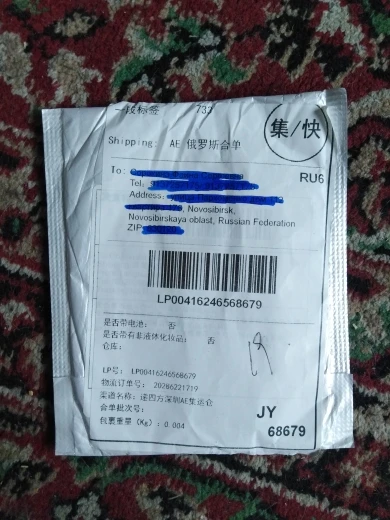 一段标签 733
集/快
Shipping: AE 俄罗斯合单
To:
RU6
Tel:
Address:
, Novosibirsk,
Novosibirskaya oblast, Russian Federation
ZIP
LP00416246568679
是否带电池: 否
是否带有非液体化妆品: 否
仓库:
LP号: LP00416246568679
物流订单号: 20286221719
渠道名称: 递四方深圳AE集运仓
合单批次号:
JY
包裹重量 (Kg) : 0.004
68679